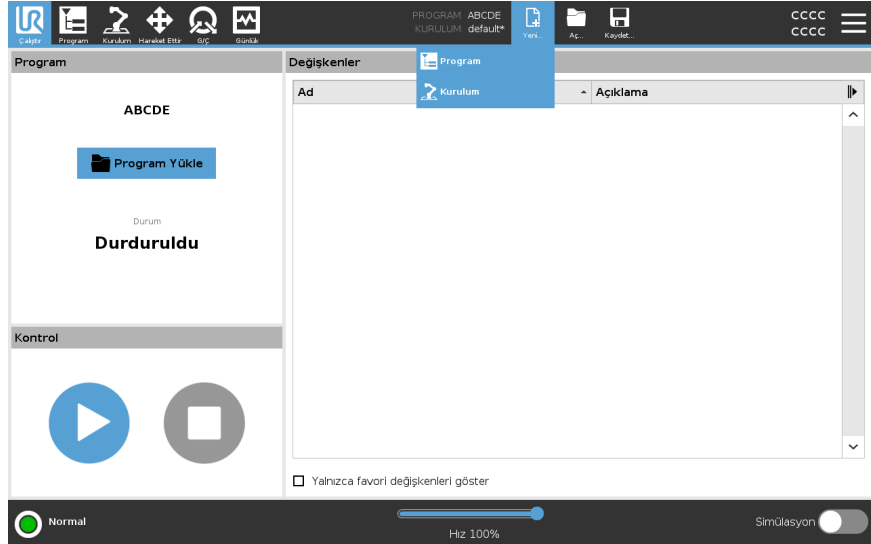 UR
Çalıştır
Program
Kurulum
Hareket Ettir
G/Ç
Günlük
PROGRAM ABCDE
KURULUM default*
Yeni...
Aç...
Kaydet...
CCCC
CCCC
Program
Kurulum
Program
ABCDE
Program Yükle
Durum
Durduruldu
Kontrol
Değişkenler
Ad
Açıklama
Yalnızca favori değişkenleri göster
Normal
Hız 100%
Simülasyon